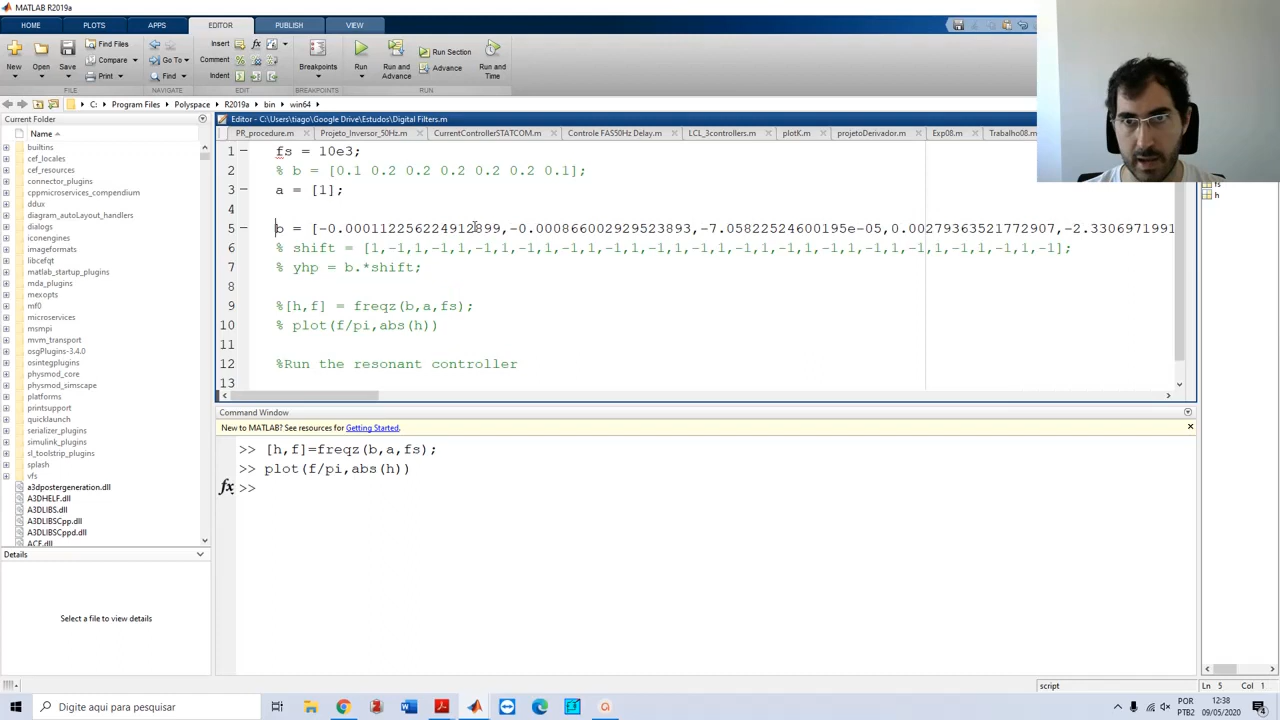 MATLAB R2019a
HOME PLOTS APPS EDITOR PUBLISH VIEW
New Open Save Find Files Compare Print Insert Comment Indent fx Go To Find Breakpoints Run Run and Advance Run Section Advance Run and Time
FILE NAVIGATE EDIT BREAKPOINTS RUN
C: Program Files Polyspace R2019a bin win64
Current Folder
Name
builtins
cef_locales
cef_resources
connector_plugins
cppmicroservices_compendium
ddux
diagram_autoLayout_handlers
dialogs
iconengines
imageformats
libcefqt
matlab_startup_plugins
mda_plugins
mexopts
mf0
microservices
msmpi
mvm_transport
osgPlugins-3.4.0
osintegplugins
physmod_core
physmod_simscape
platforms
printsupport
quicklaunch
serializer_plugins
simulink_plugins
sl_toolstrip_plugins
splash
vfs
a3dpostergeneration.dll
A3DHELF.dll
A3DLIBS.dll
A3DLIBSCpp.dll
A3DLIBSCppd.dll
ACE.dll
Details
Select a file to view details
Editor - C:\Users\tiago\Google Drive\Estudos\Digital Filters.m
PR_procedure.m Projeto_Inversor_50Hz.m CurrentControllerSTATCOM.m Controle FAS50Hz Delay.m LCL_3controllers.m plotK.m projetoDerivador.m Exp08.m Trabalho08.m
1 fs = 10e3;
2 % b = [0.1 0.2 0.2 0.2 0.2 0.2 0.1];
3 a = [1];
4
5 b = [-0.000112256224912899,-0.000866002929523893,-7.05822524600195e-05,0.00279363521772907,-2.3306971991
6 % shift = [1,-1,1,-1,1,-1,1,-1,1,-1,1,-1,1,-1,1,-1,1,-1,1,-1,1,-1,1,-1,1,-1,1,-1,1,-1,1,-1];
7 % yhp = b.*shift;
8
9 %[h,f] = freqz(b,a,fs);
10 % plot(f/pi,abs(h))
11
12 %Run the resonant controller
13
Command Window
New to MATLAB? See resources for Getting Started.
>> [h,f]=freqz(b,a,fs);
>> plot(f/pi,abs(h))
fx >>
fs
h
script Ln 5 Col 1
Digite aqui para pesquisar
POR
PTB2
12:38
09/05/2020